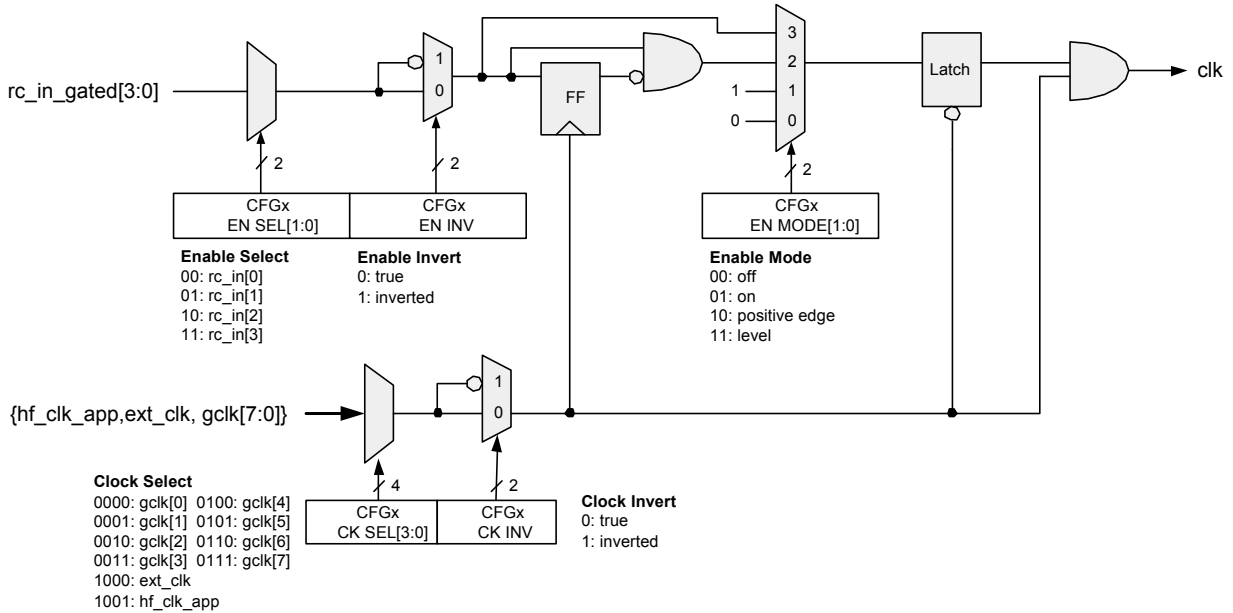 3
1
2
rc_in_gated[3:0]
0
FF
1
1
0
0
Latch
clk
2
2
2
CFGx
EN SEL[1:0]
CFGx
EN INV
CFGx
EN MODE[1:0]
Enable Select
00: rc_in[0]
01: rc_in[1]
10: rc_in[2]
11: rc_in[3]
Enable Invert
0: true
1: inverted
Enable Mode
00: off
01: on
10: positive edge
11: level
1
0
{hf_clk_app,ext_clk, gclk[7:0]}
4
2
Clock Select
0000: gclk[0] 0100: gclk[4]
0001: gclk[1] 0101: gclk[5]
0010: gclk[2] 0110: gclk[6]
0011: gclk[3] 0111: gclk[7]
1000: ext_clk
1001: hf_clk_app
CFGx
CK SEL[3:0]
CFGx
CK INV
Clock Invert
0: true
1: inverted